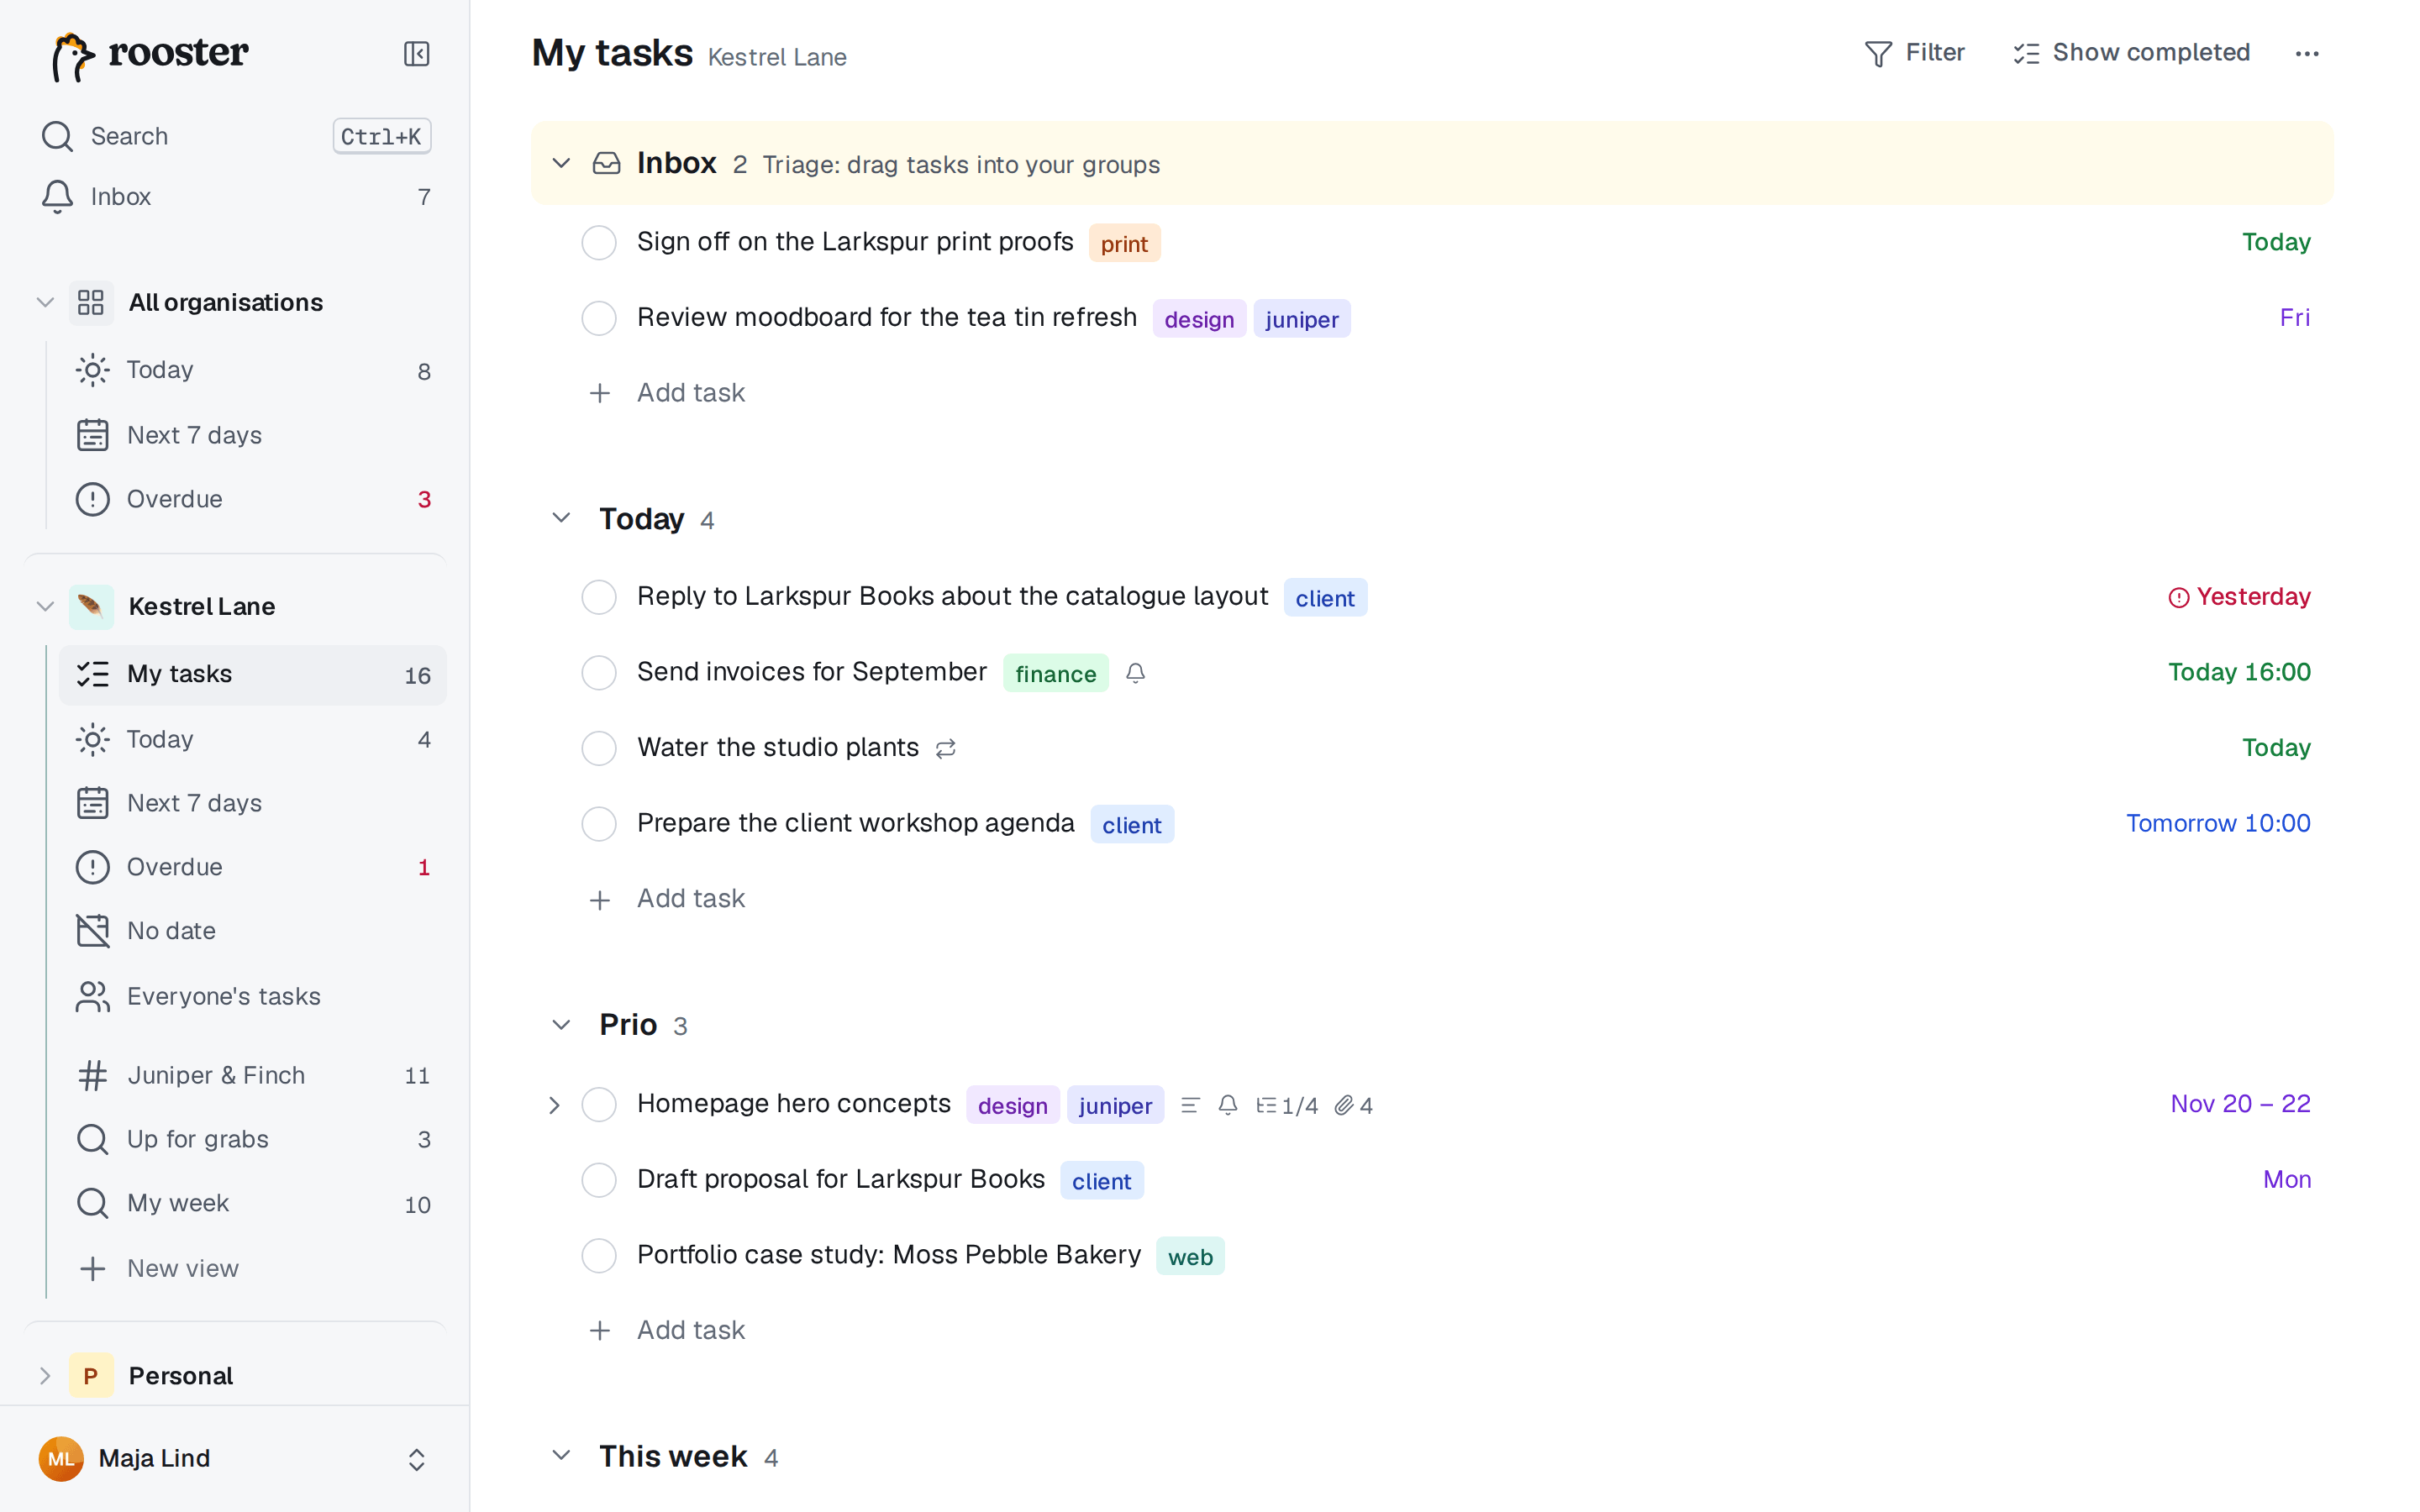 rooster
Search Ctrl+K
Inbox 7
All organisations
Today 8
Next 7 days
Overdue 3
Kestrel Lane
My tasks 16
Today 4
Next 7 days
Overdue 1
No date
Everyone's tasks
Juniper & Finch 11
Up for grabs 3
My week 10
New view
P Personal
ML Maja Lind
My tasks Kestrel Lane Filter Show completed
Inbox 2 Triage: drag tasks into your groups
Sign off on the Larkspur print proofs print Today
Review moodboard for the tea tin refresh design juniper Fri
Add task
Today 4
Reply to Larkspur Books about the catalogue layout client Yesterday
Send invoices for September finance Today 16:00
Water the studio plants Today
Prepare the client workshop agenda client Tomorrow 10:00
Add task
Prio 3
Homepage hero concepts design juniper 1/4 4 Nov 20 – 22
Draft proposal for Larkspur Books client Mon
Portfolio case study: Moss Pebble Bakery web
Add task
This week 4